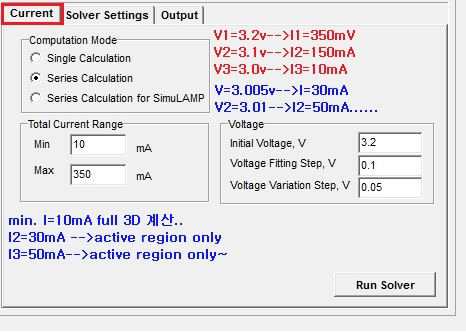 Current Solver Settings Output
Computation Mode
Single Calculation
Series Calculation
Series Calculation for SimuLAMP
V1=3.2v-->I1=350mV
V2=3.1v-->I2=150mA
V3=3.0v-->I3=10mA
V=3.005v-->I=30mA
V2=3.01-->I2=50mA......
Total Current Range
Min 10 mA
Max 350 mA
Voltage
Initial Voltage, V 3.2
Voltage Fitting Step, V 0.1
Voltage Variation Step, V 0.05
min. I=10mA full 3D 계산..
I2=30mA -->active region only
I3=50mA-->active region only~
Run Solver